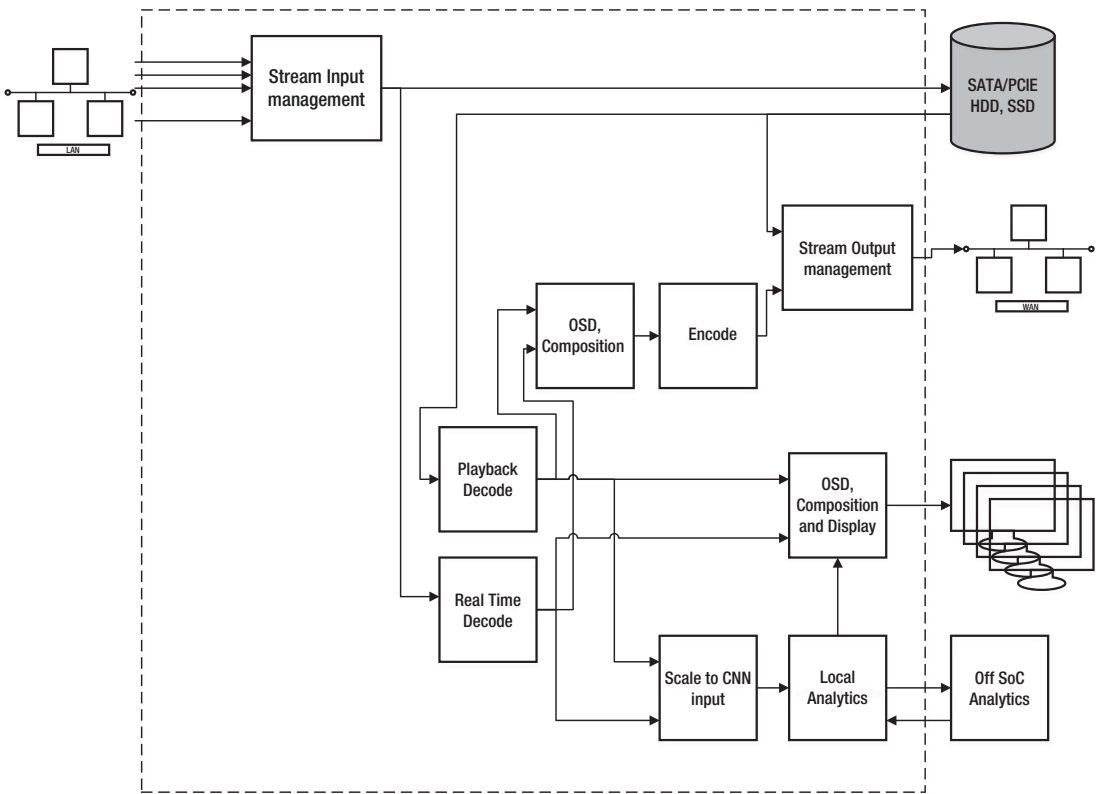 Stream Input
management
SATA/PCIE
HDD, SSD
LAN
Stream Output
management
WAN
OSD,
Composition
Encode
Playback
Decode
OSD,
Composition
and Display
Real Time
Decode
Scale to CNN
input
Local
Analytics
Off SoC
Analytics